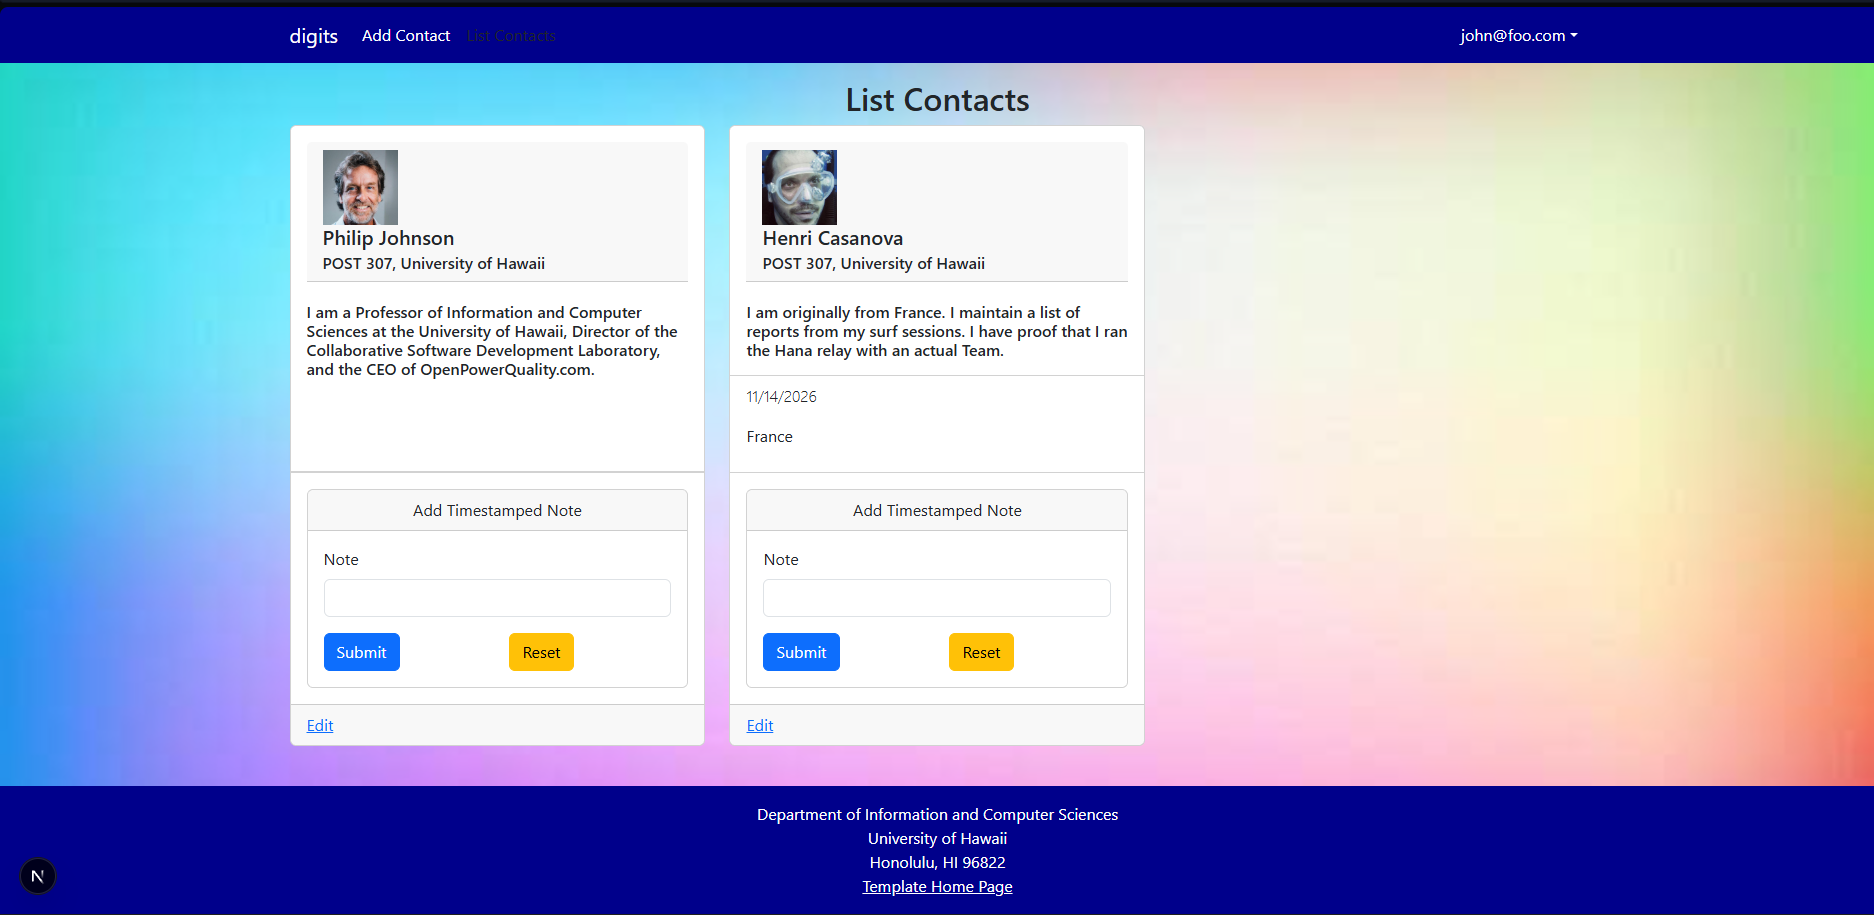 digits Add Contact List Contacts john@foo.com
List Contacts
Philip Johnson
POST 307, University of Hawaii
I am a Professor of Information and Computer
Sciences at the University of Hawaii, Director of the
Collaborative Software Development Laboratory,
and the CEO of OpenPowerQuality.com.
Add Timestamped Note
Note
Submit Reset
Edit
Henri Casanova
POST 307, University of Hawaii
I am originally from France. I maintain a list of
reports from my surf sessions. I have proof that I ran
the Hana relay with an actual Team.
11/14/2026
France
Add Timestamped Note
Note
Submit Reset
Edit
Department of Information and Computer Sciences
University of Hawaii
Honolulu, HI 96822
Template Home Page
N